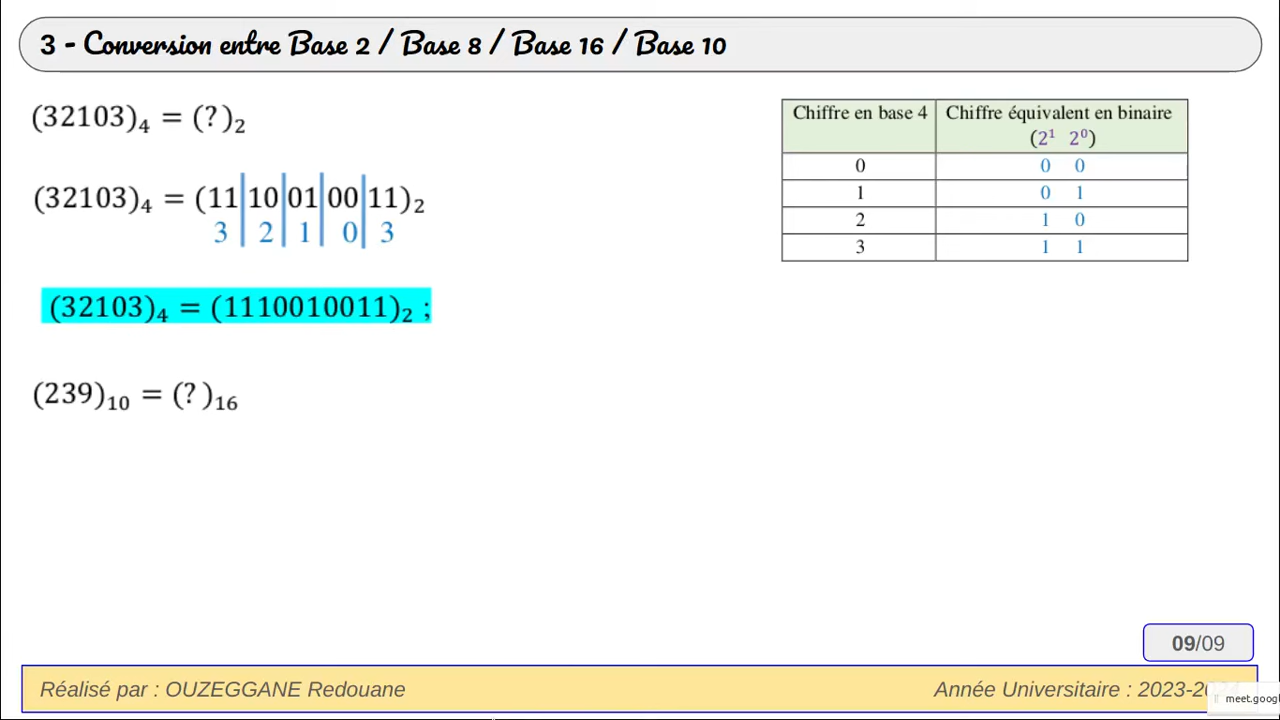 3 - Conversion entre Base 2 / Base 8 / Base 16 / Base 10
(32103)₄ = (?)₂
(32103)₄ = (11|10|01|00|11)₂
3 | 2 | 1 | 0 | 3
(32103)₄ = (1110010011)₂ ;
(239)₁₀ = (? )₁₆
Chiffre en base 4 | Chiffre équivalent en binaire
(2¹ 2⁰)
0 | 0 0
1 | 0 1
2 | 1 0
3 | 1 1
09/09
Réalisé par : OUZEGGANE Redouane
Année Universitaire : 2023-2
meet.googl